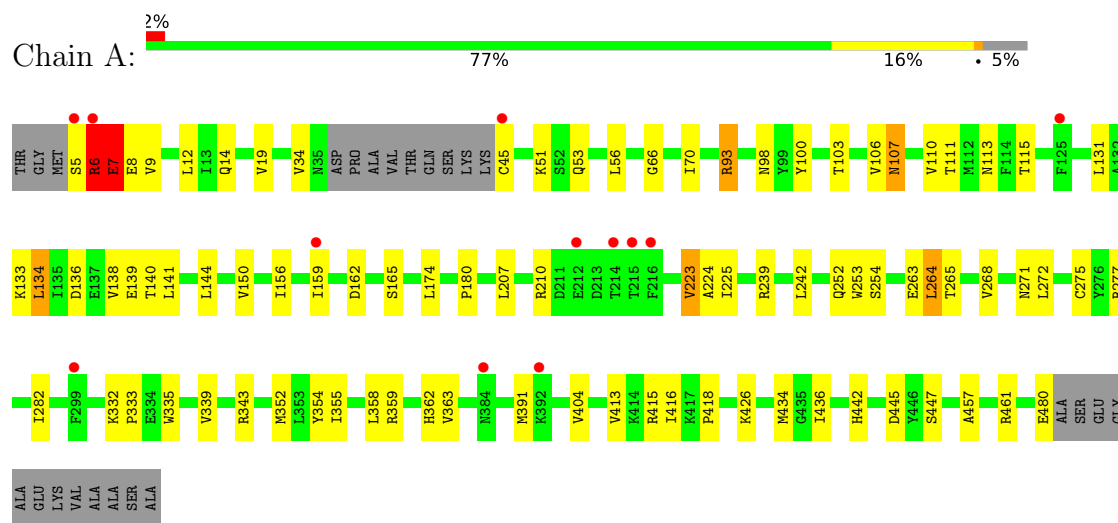 2%
Chain A:
77% 16% • 5%
THR GLY MET S5 R6 E7 E8 V9 L12 I13 Q14 V19 V34 N35 ASP PRO ALA VAL THR GLN SER LYS LYS C45 K51 S52 Q53 L56 G66 I70 R93 N98 Y99 Y100 T103 V106 N107 V110 T111 M112 N113 F114 T115 F125 L131 A132
K133 L134 I135 D136 E137 V138 E139 T140 L141 L144 V150 I156 I159 D162 S165 L174 P180 L207 R210 D211 E212 D213 T214 T215 F216 V223 A224 I225 R239 L242 Q252 W253 S254 E263 L264 T265 V268 N271 L272 C275 Y276
I282 F299 K332 P333 E334 W335 V339 R343 M352 L353 Y354 I355 L358 R359 H362 V363 N384 M391 K392 V404 V413 K414 R415 I416 K417 P418 K426 M434 G435 I436 H442 D445 Y446 S447 A457 R461 E480 ALA SER GLU GLY
ALA GLU LYS VAL ALA ALA SER ALA